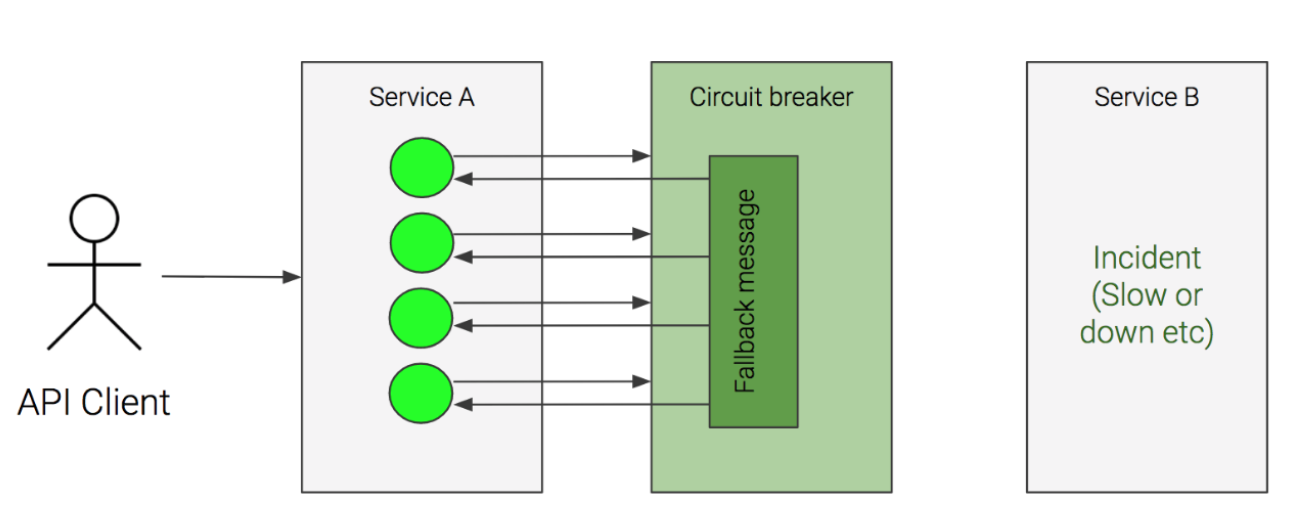 Service A
Circuit breaker
Service B
Fallback message
Incident
(Slow or
down etc)
API Client